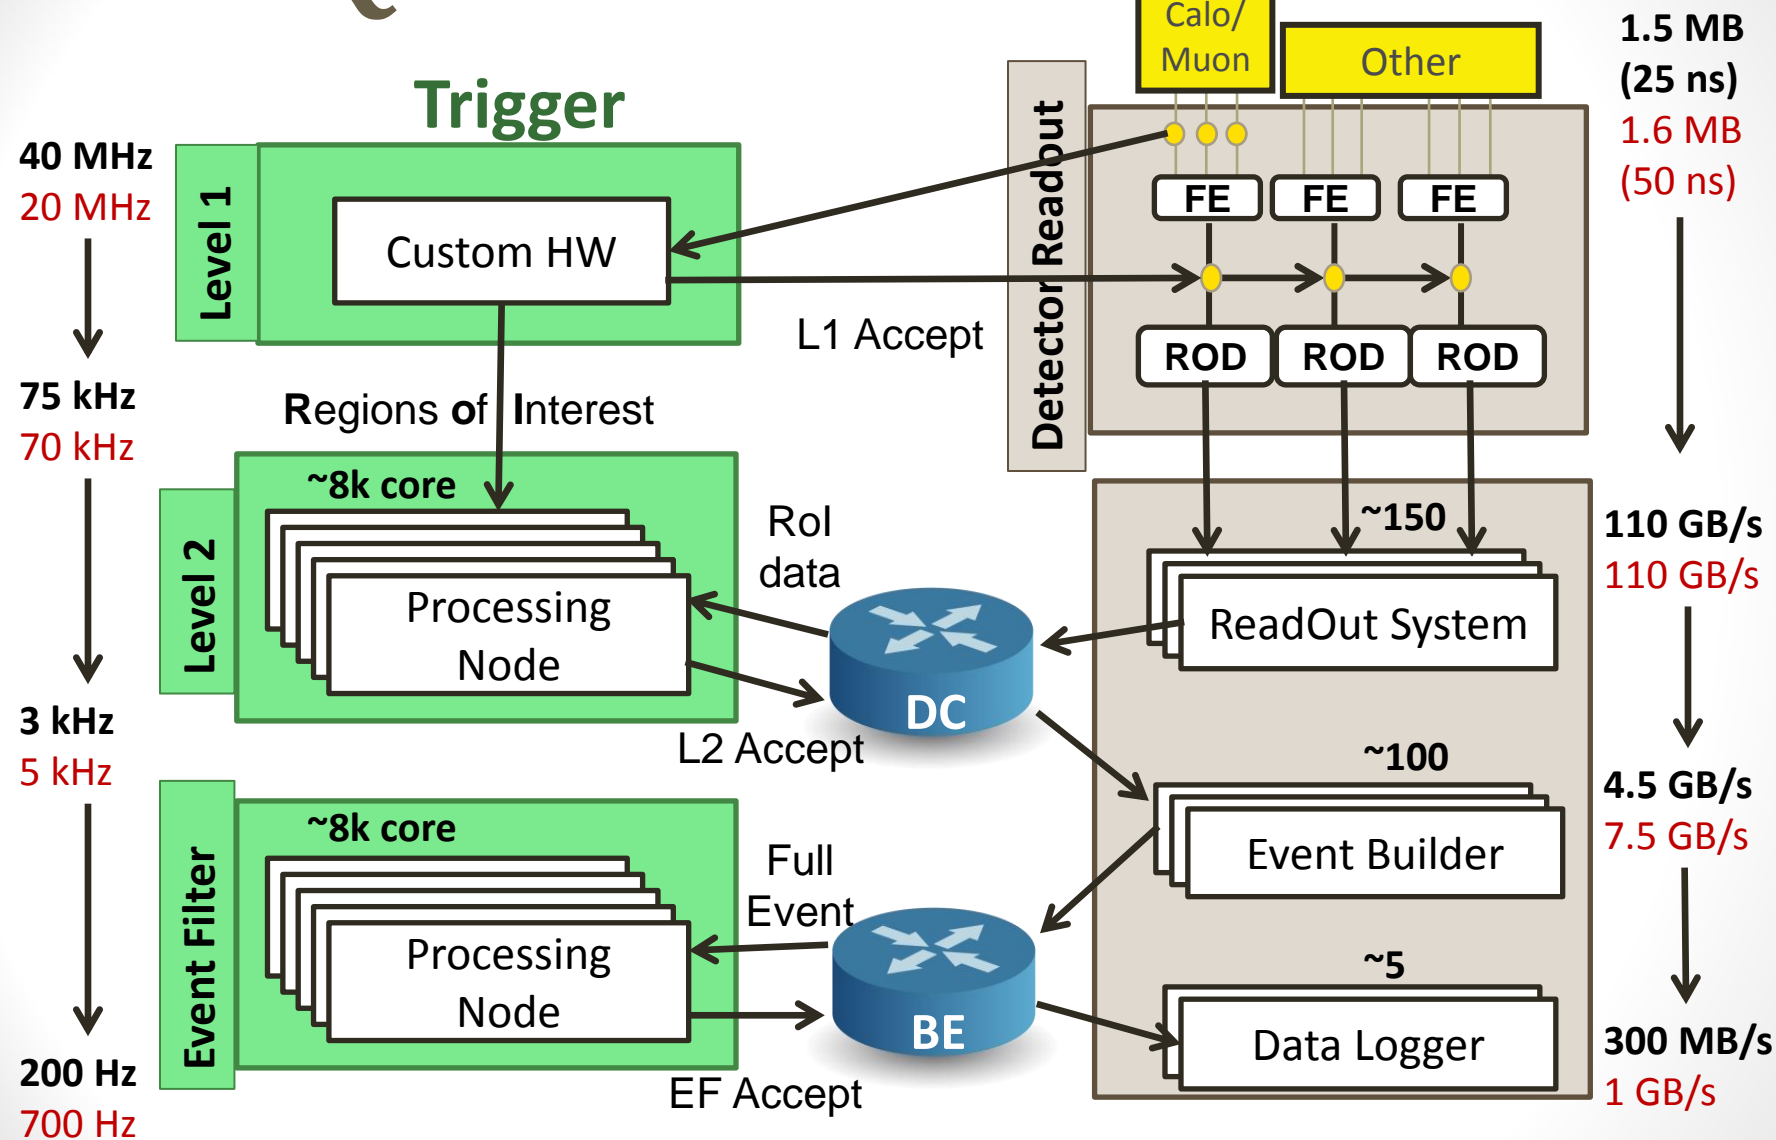 Calo/
Muon
Other
1.5 MB
(25 ns)
1.6 MB
(50 ns)
Trigger
40 MHz
20 MHz
Level 1
Custom HW
Detector Readout
FE
FE
FE
L1 Accept
ROD
ROD
ROD
75 kHz
70 kHz
Regions of Interest
~8k core
Level 2
Processing
Node
RoI
data
DC
~150
ReadOut System
110 GB/s
110 GB/s
3 kHz
5 kHz
L2 Accept
~100
Event Builder
4.5 GB/s
7.5 GB/s
Event Filter
~8k core
Processing
Node
Full
Event
BE
~5
Data Logger
300 MB/s
1 GB/s
200 Hz
700 Hz
EF Accept